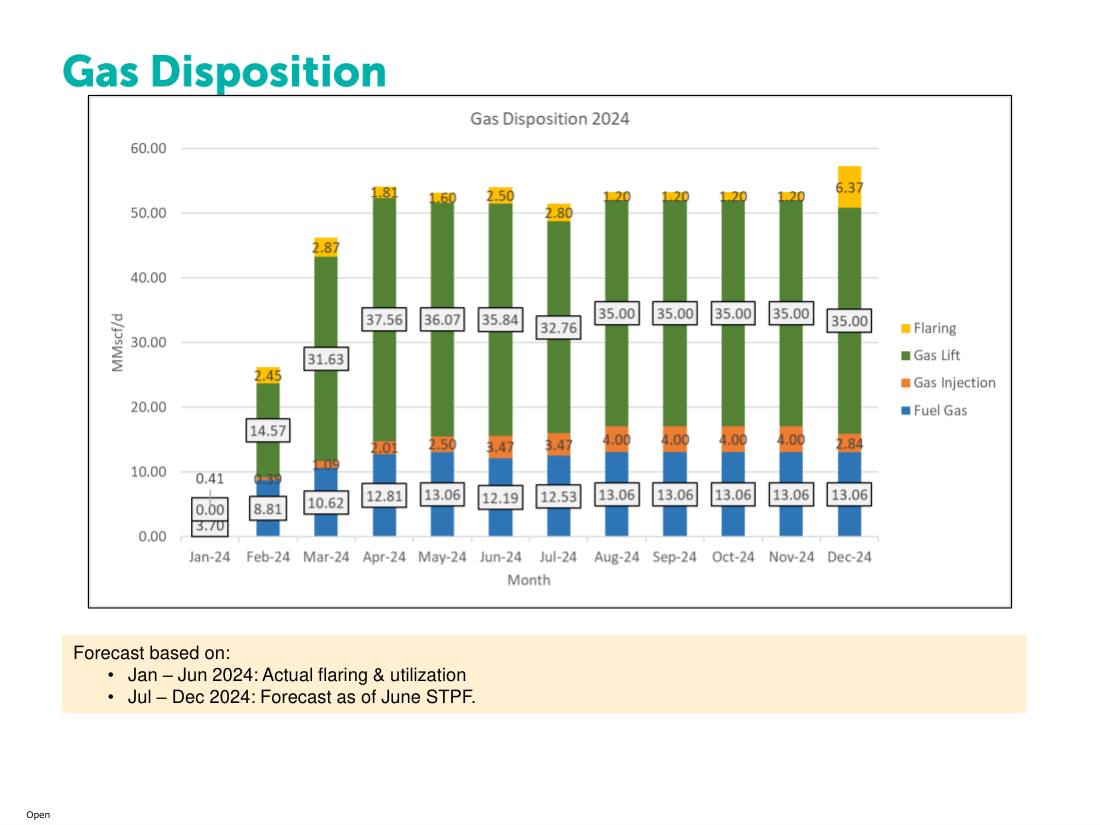 Gas Disposition
Gas Disposition 2024
60.00
50.00
40.00
30.00
20.00
10.00
0.00
MMscf/d
1.81 1.60 2.50 2.80 1.20 1.20 1.20 1.20 6.37
2.87
2.45
37.56 36.07 35.84 32.76 35.00 35.00 35.00 35.00 35.00
31.63
14.57
0.41 0.39 1.09 2.01 2.50 3.47 3.47 4.00 4.00 4.00 4.00 2.84
0.00
3.70 8.81 10.62 12.81 13.06 12.19 12.53 13.06 13.06 13.06 13.06 13.06
Jan-24 Feb-24 Mar-24 Apr-24 May-24 Jun-24 Jul-24 Aug-24 Sep-24 Oct-24 Nov-24 Dec-24
Month
Flaring
Gas Lift
Gas Injection
Fuel Gas
Forecast based on:
• Jan – Jun 2024: Actual flaring & utilization
• Jul – Dec 2024: Forecast as of June STPF.
Open